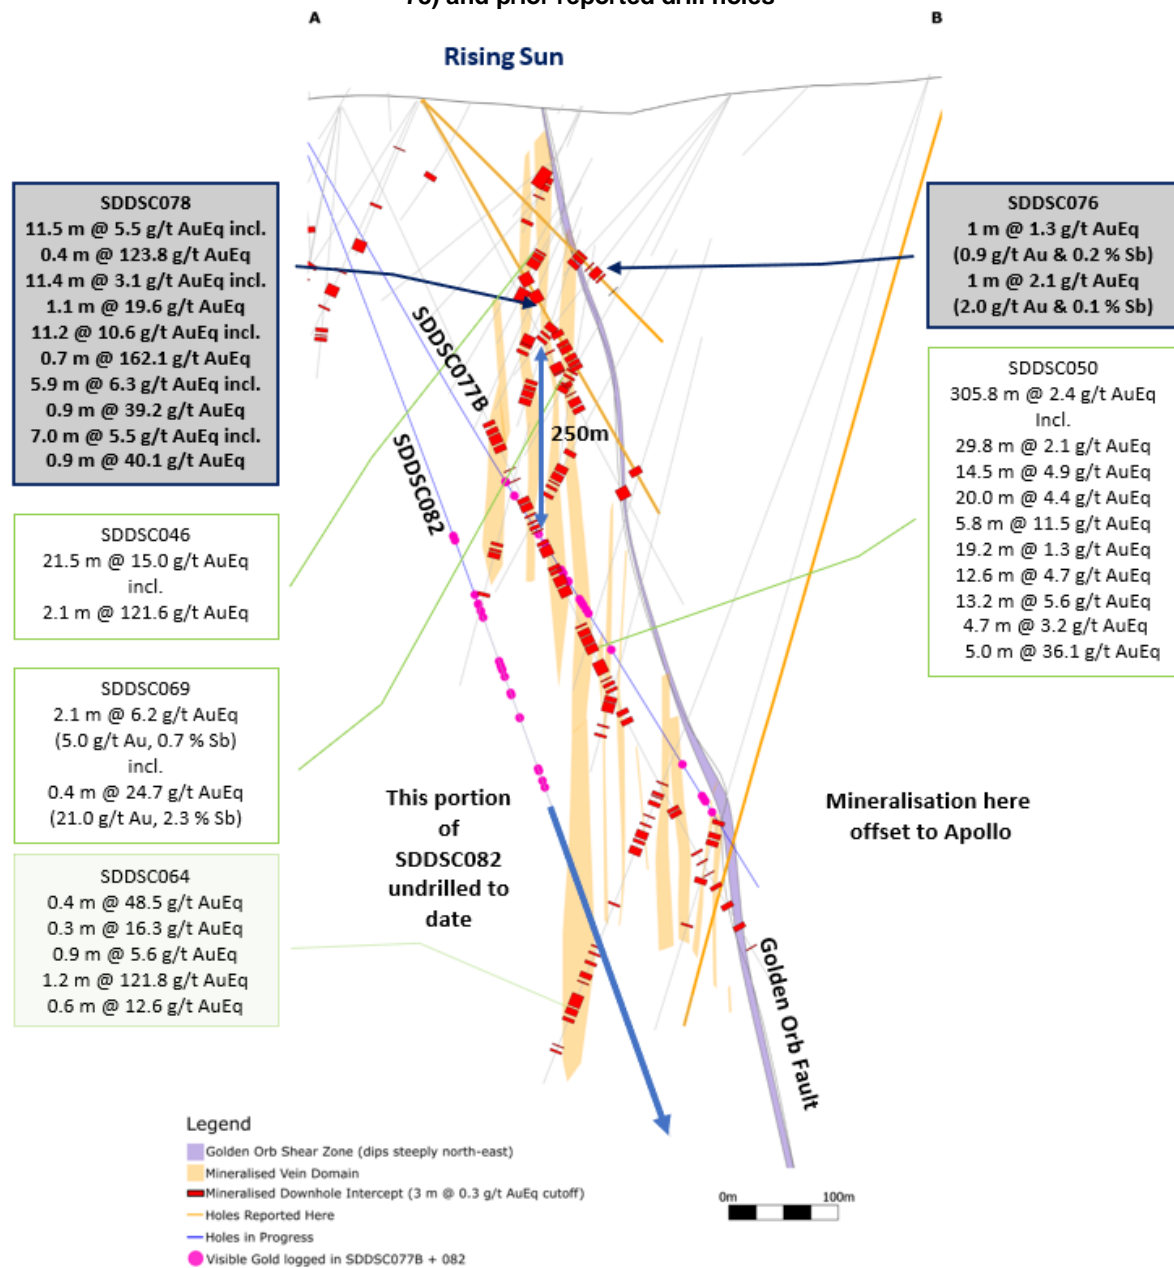 78) and prior reported drill holes
A
B
Rising Sun
SDDSC078
11.5 m @ 5.5 g/t AuEq incl.
0.4 m @ 123.8 g/t AuEq
11.4 m @ 3.1 g/t AuEq incl.
1.1 m @ 19.6 g/t AuEq
11.2 @ 10.6 g/t AuEq incl.
0.7 m @ 162.1 g/t AuEq
5.9 m @ 6.3 g/t AuEq incl.
0.9 m @ 39.2 g/t AuEq
7.0 m @ 5.5 g/t AuEq incl.
0.9 m @ 40.1 g/t AuEq
SDDSC046
21.5 m @ 15.0 g/t AuEq
incl.
2.1 m @ 121.6 g/t AuEq
SDDSC069
2.1 m @ 6.2 g/t AuEq
(5.0 g/t Au, 0.7 % Sb)
incl.
0.4 m @ 24.7 g/t AuEq
(21.0 g/t Au, 2.3 % Sb)
SDDSC064
0.4 m @ 48.5 g/t AuEq
0.3 m @ 16.3 g/t AuEq
0.9 m @ 5.6 g/t AuEq
1.2 m @ 121.8 g/t AuEq
0.6 m @ 12.6 g/t AuEq
SDDSC077B
SDDSC082
250m
This portion
of
SDDSC082
undrilled to
date
SDDSC076
1 m @ 1.3 g/t AuEq
(0.9 g/t Au & 0.2 % Sb)
1 m @ 2.1 g/t AuEq
(2.0 g/t Au & 0.1 % Sb)
SDDSC050
305.8 m @ 2.4 g/t AuEq
Incl.
29.8 m @ 2.1 g/t AuEq
14.5 m @ 4.9 g/t AuEq
20.0 m @ 4.4 g/t AuEq
5.8 m @ 11.5 g/t AuEq
19.2 m @ 1.3 g/t AuEq
12.6 m @ 4.7 g/t AuEq
13.2 m @ 5.6 g/t AuEq
4.7 m @ 3.2 g/t AuEq
5.0 m @ 36.1 g/t AuEq
Mineralisation here
offset to Apollo
Golden Orb Fault
Legend
Golden Orb Shear Zone (dips steeply north-east)
Mineralised Vein Domain
Mineralised Downhole Intercept (3 m @ 0.3 g/t AuEq cutoff)
Holes Reported Here
Holes in Progress
Visible Gold logged in SDDSC077B + 082
0m 100m